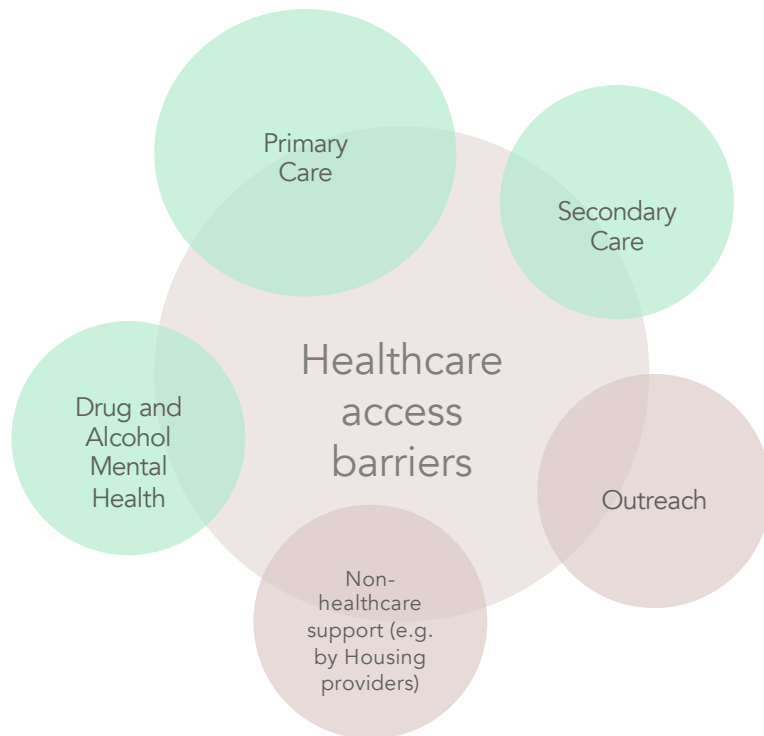 Primary
Care
Secondary
Care
Healthcare
access
barriers
Drug and
Alcohol
Mental
Health
Outreach
Non-
healthcare
support (e.g.
by Housing
providers)